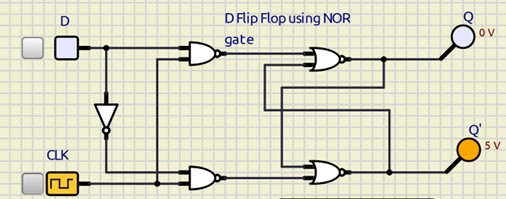 D
D Flip Flop using NOR
gate
Q
0 V
CLK
Q'
5 V